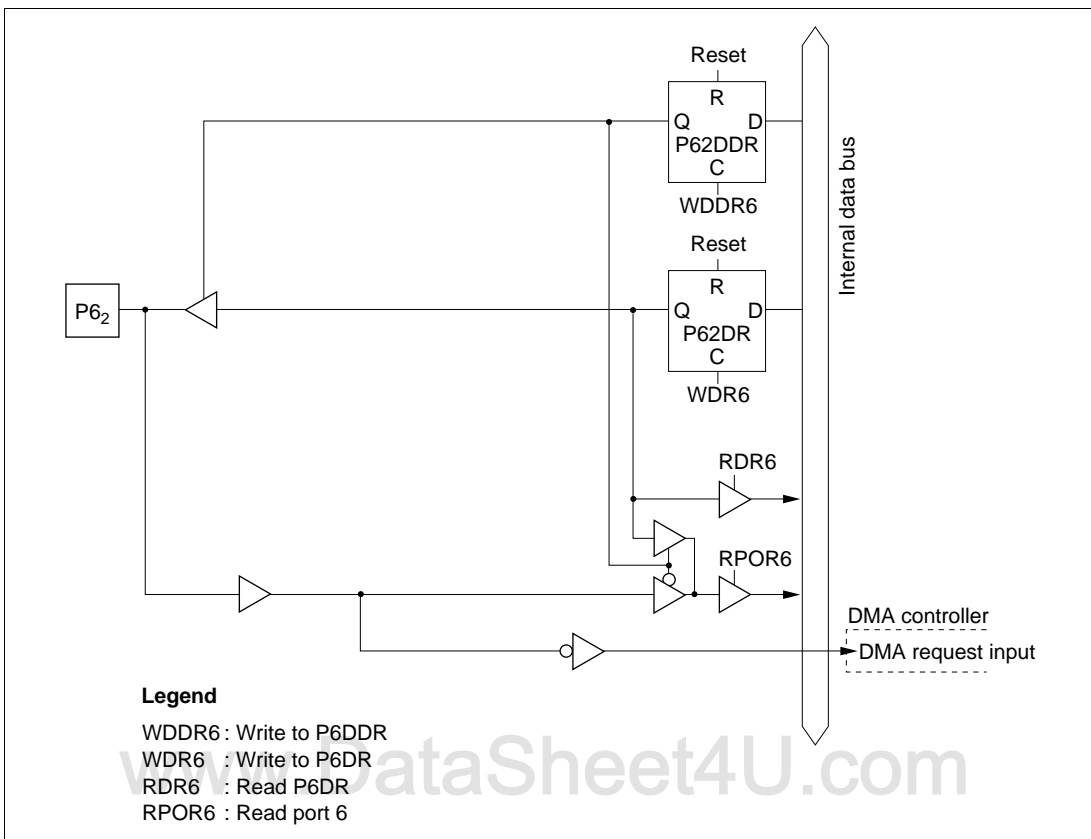 Reset
R
Q D
P62DDR
C
WDDR6
Reset
R
P6₂
Q D
P62DR
C
WDR6
Internal data bus
RDR6
RPOR6
DMA controller
DMA request input
Legend
WDDR6 : Write to P6DDR
WDR6 : Write to P6DR
RDR6 : Read P6DR
RPOR6 : Read port 6
www.DataSheet4U.com